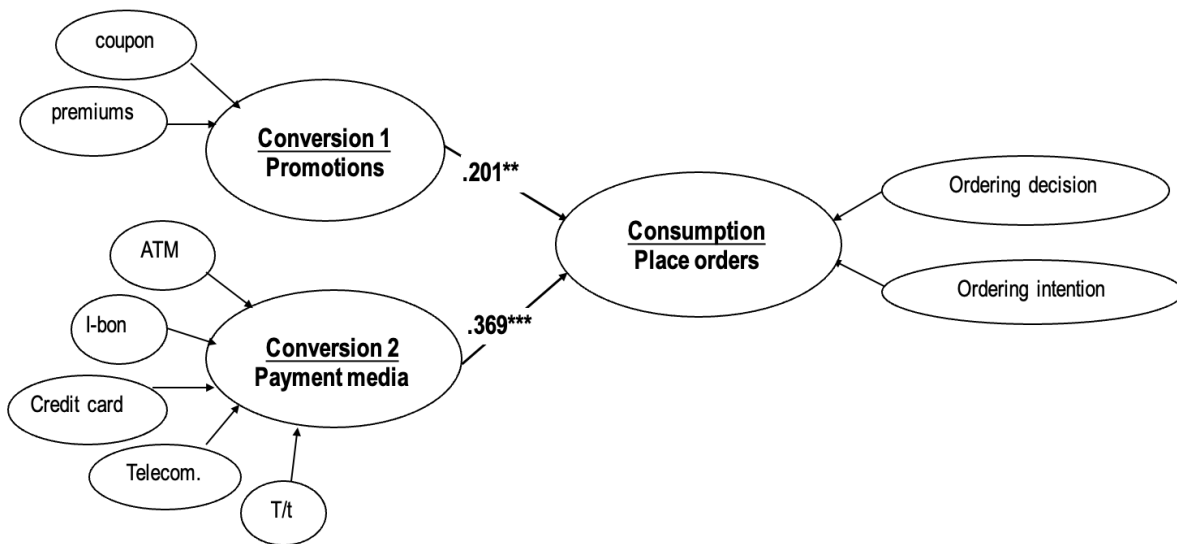 coupon
premiums
Conversion 1
Promotions
.201**
Ordering decision
Consumption
Place orders
Ordering intention
ATM
I-bon
.369***
Conversion 2
Payment media
Credit card
Telecom.
T/t